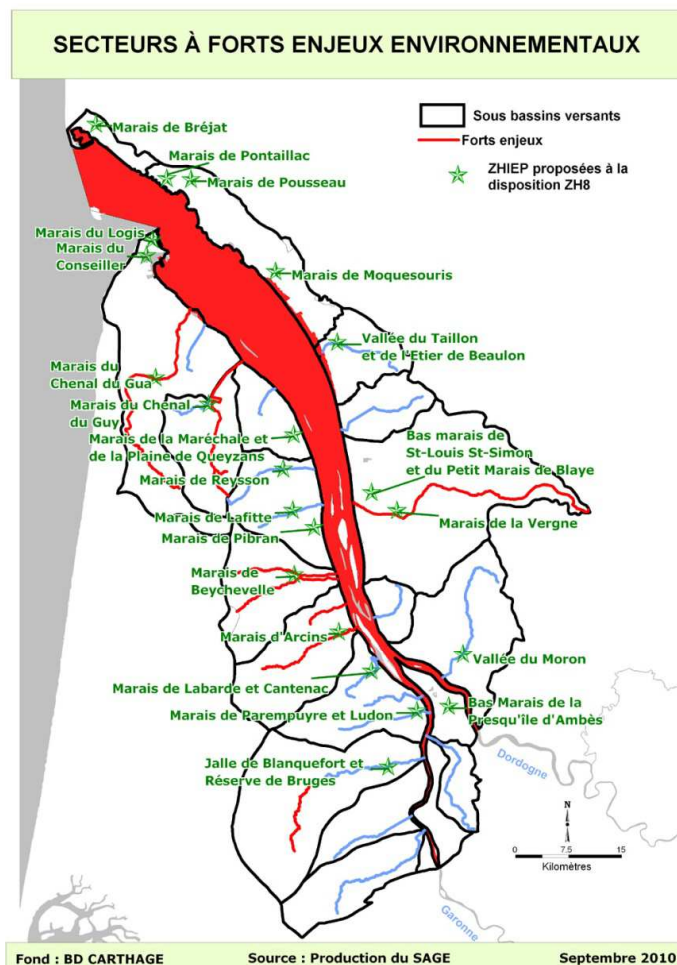 SECTEURS À FORTS ENJEUX ENVIRONNEMENTAUX
Sous bassins versants
Forts enjeux
ZHIEP proposées à la
disposition ZH8
Marais de Bréjat
Marais de Pontaillac
Marais de Pousseau
Marais du Logis
Marais du
Conseiller
Marais de Moquesouris
Vallée du Taillon
et de l'Etier de Beaulon
Marais du
Chenal du Gua
Marais du Chenal
du Guy
Marais de la Maréchale et
de la Plaine de Queyzans
Bas marais de
St-Louis St-Simon
et du Petit Marais de Blaye
Marais de Reysson
Marais de Lafitte
Marais de la Vergne
Marais de Pibran
Marais de
Beychevelle
Marais d'Arcins
Vallée du Moron
Marais de Labarde et Cantenac
Marais de Parempuyre et Ludon
Bas Marais de la
Presqu'île d'Ambès
Jalle de Blanquefort et
Réserve de Bruges
Dordogne
N
0 7.5 15
Kilomètres
Garonne
Fond : BD CARTHAGE Source : Production du SAGE Septembre 2010